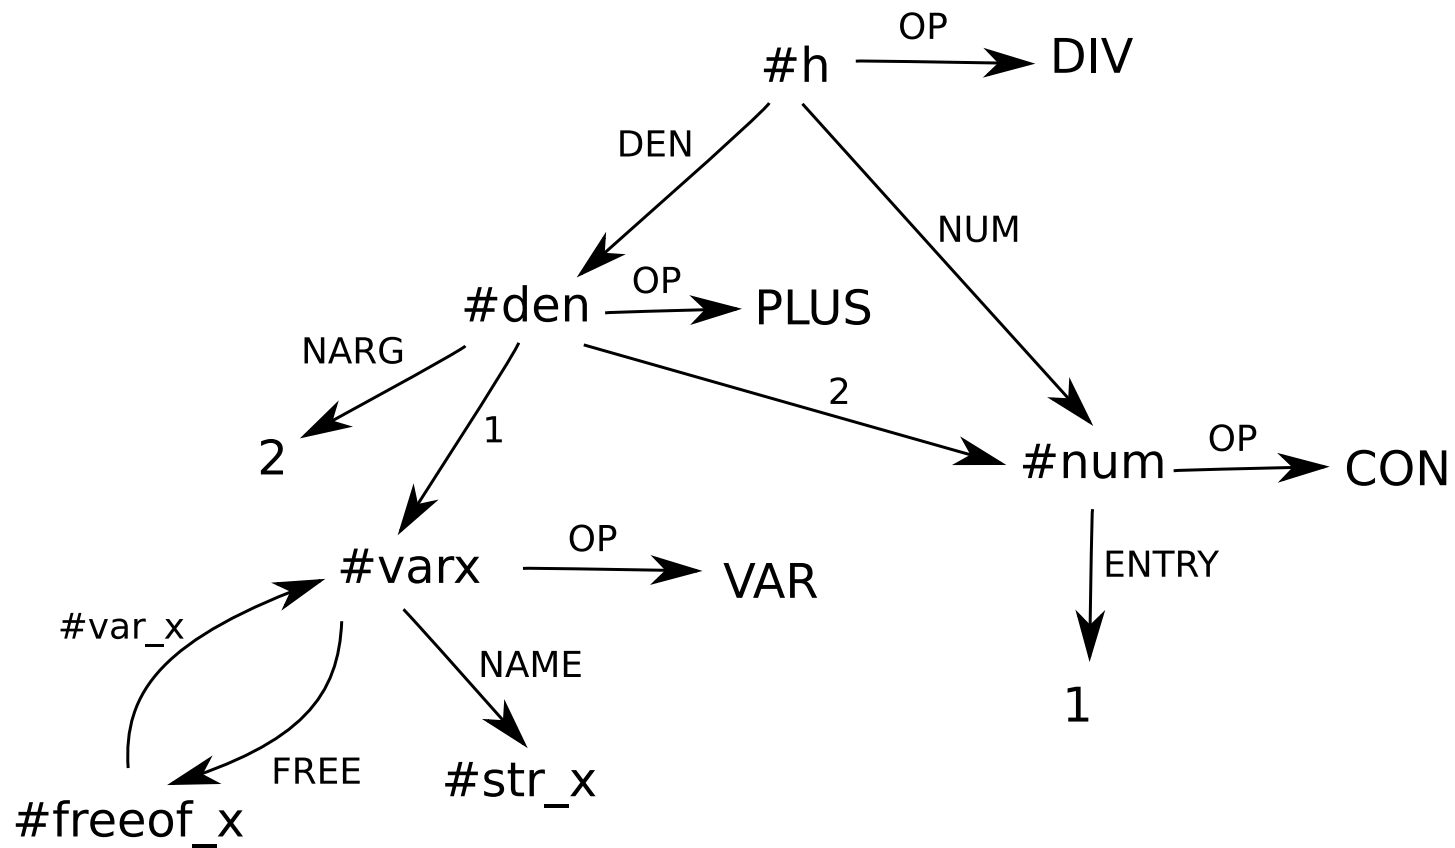 OP
#h
DIV
DEN
NUM
OP
#den
PLUS
NARG
2
1
2
OP
#num
CON
OP
#varx
VAR
ENTRY
#var_x
NAME
1
FREE
#str_x
#freeof_x